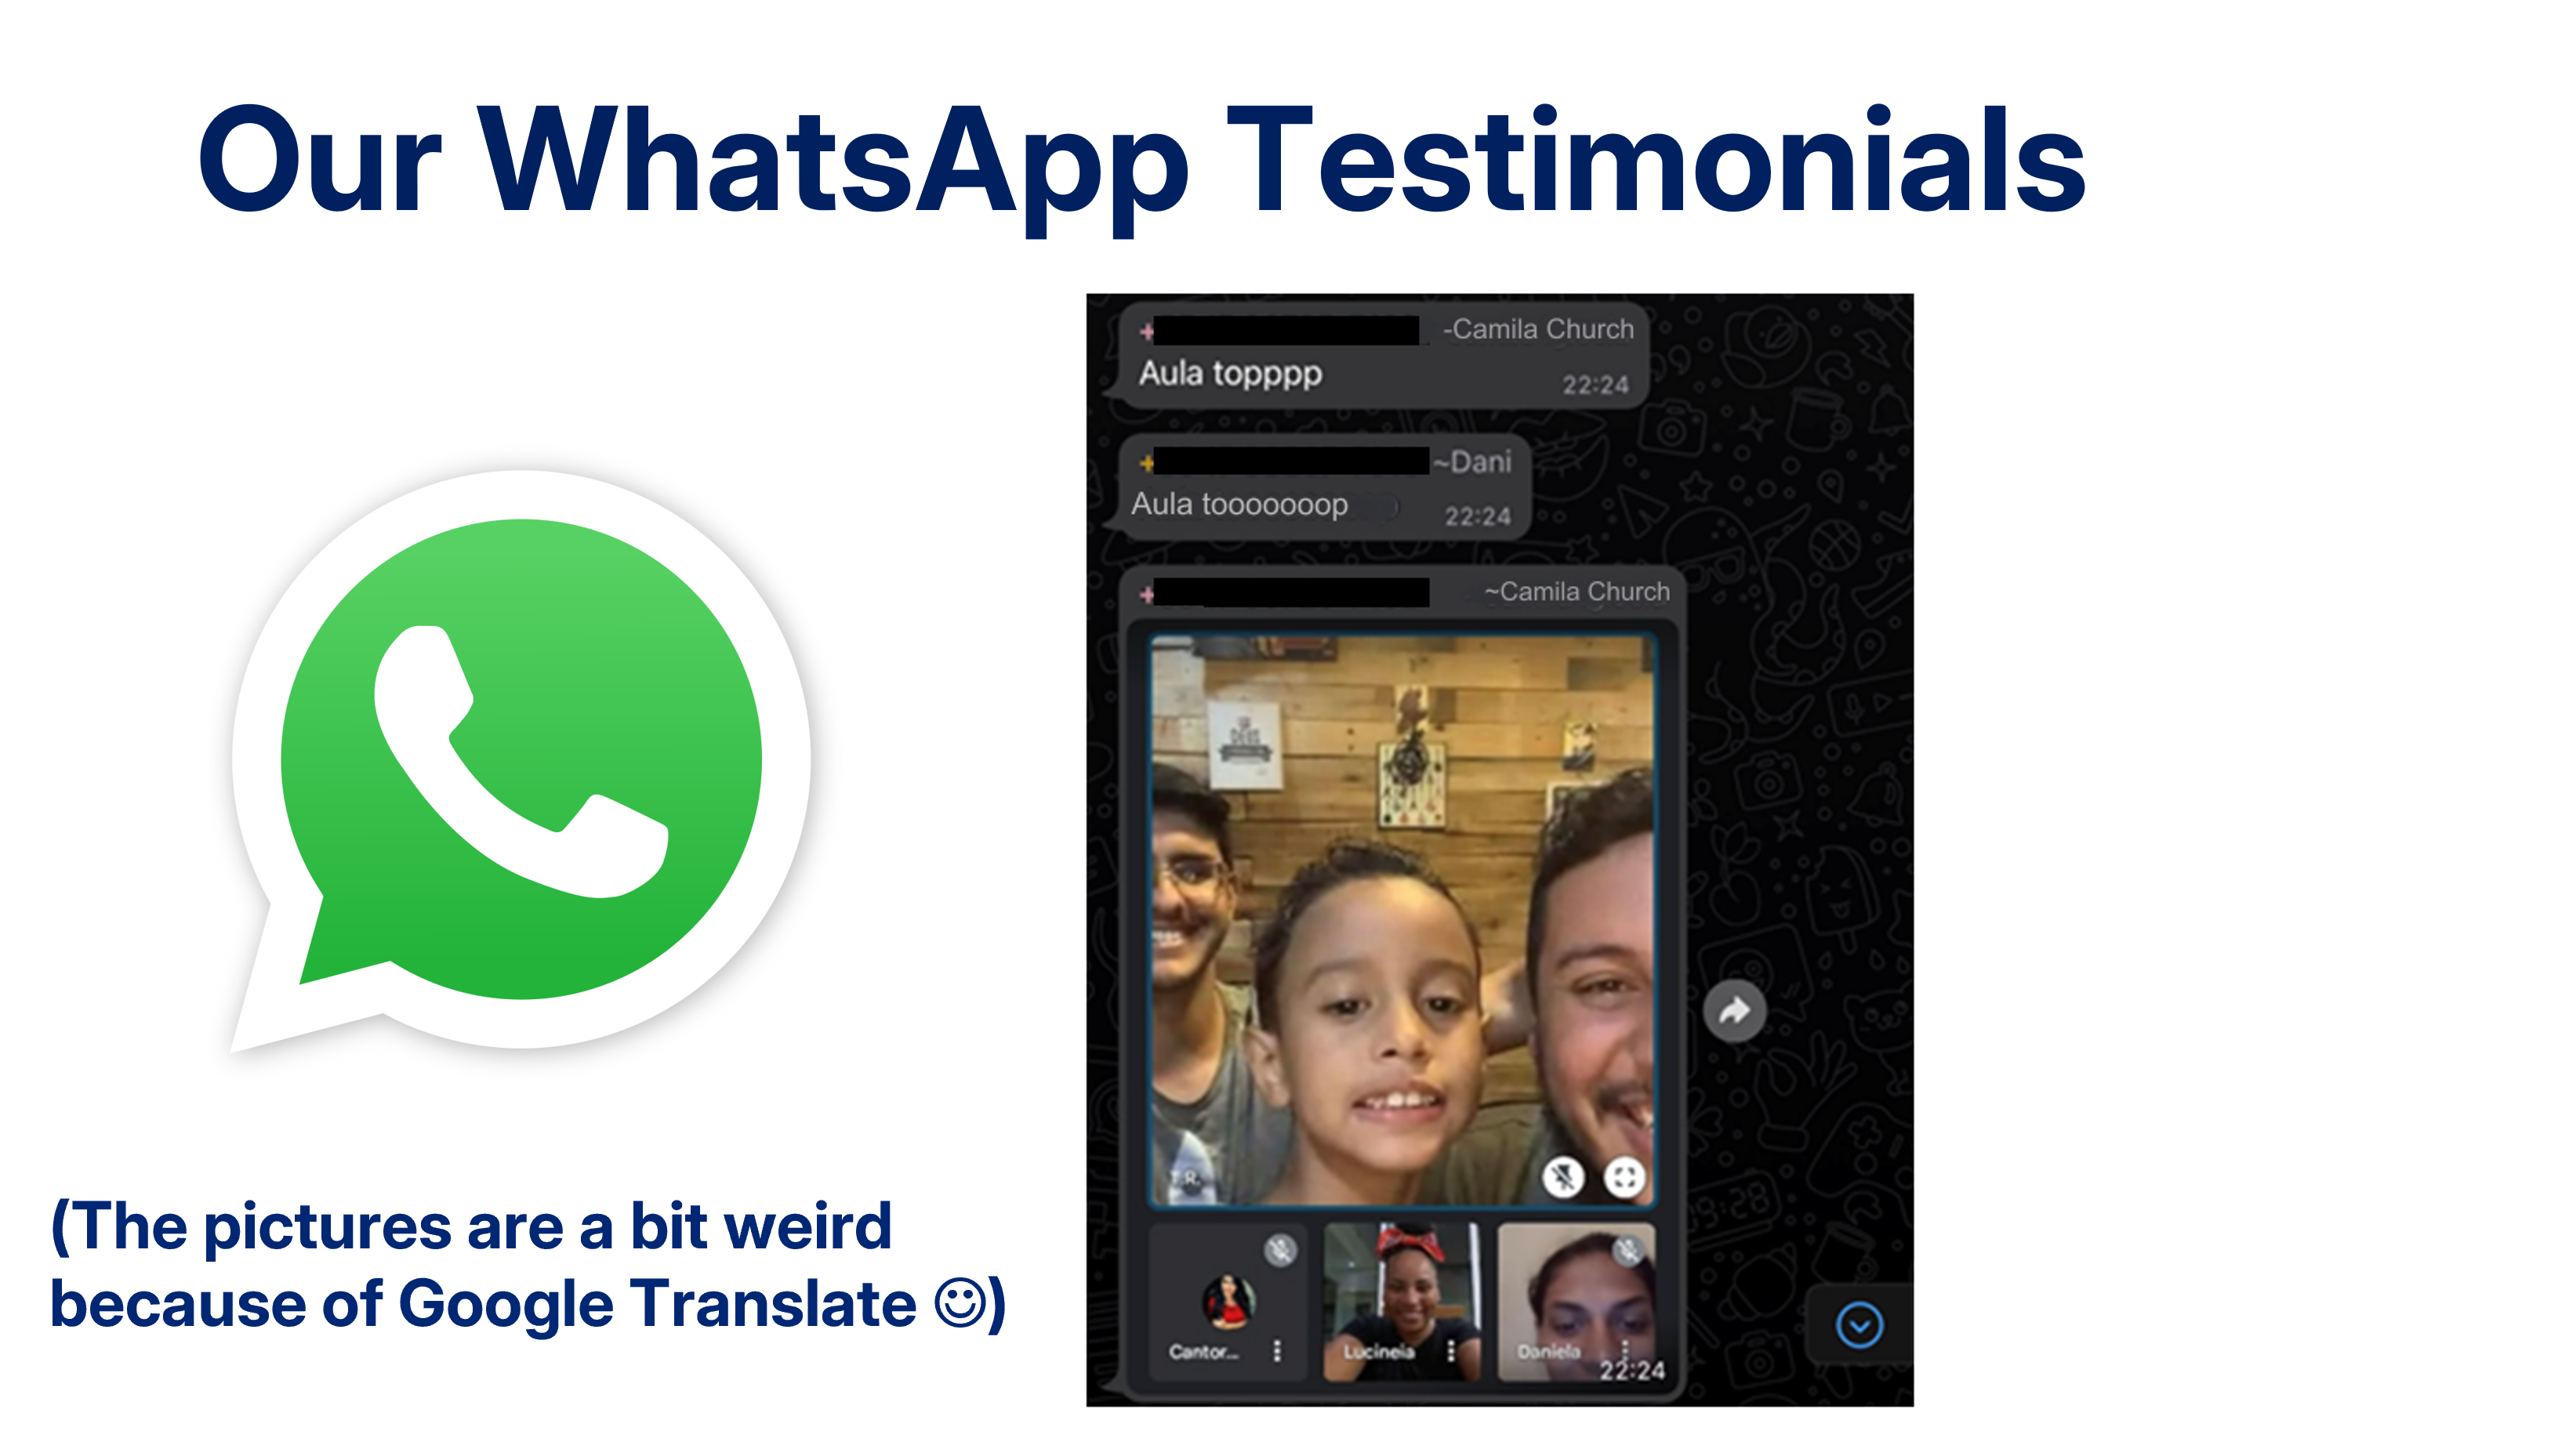 Our WhatsApp Testimonials
-Camila Church
Aula topppp
22:24
~Dani
Aula tooooooop
22:24
~Camila Church
T.R.
Cantor...
Lucineia
Daniela
22:24
(The pictures are a bit weird
because of Google Translate ☺)